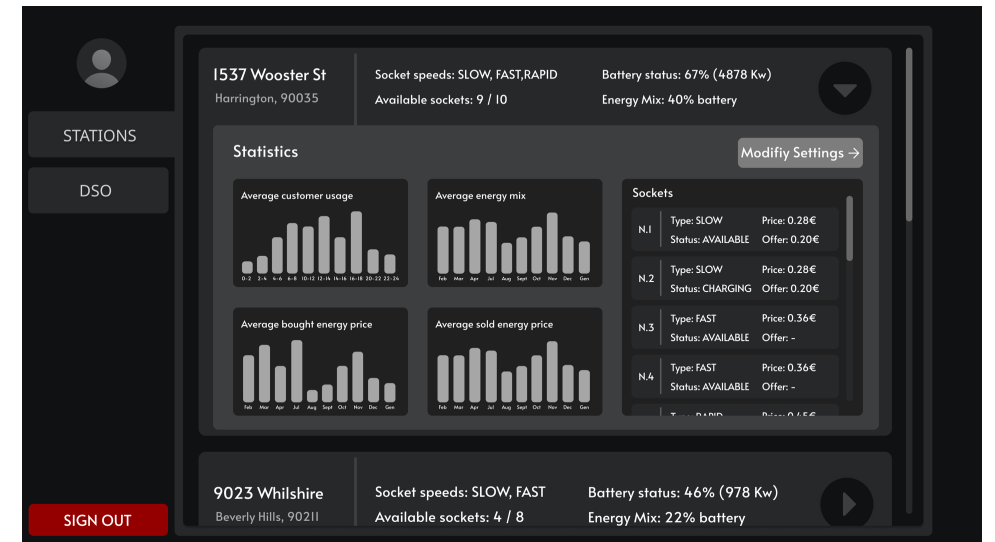 STATIONS
DSO
SIGN OUT
1537 Wooster St
Harrington, 90035
Socket speeds: SLOW, FAST,RAPID
Available sockets: 9 / 10
Battery status: 67% (4878 Kw)
Energy Mix: 40% battery
Statistics
Modifiy Settings →
Average customer usage
0-2 2-4 4-6 6-8 10-12 12-14 14-16 16-18 20-22 22-24
Average energy mix
Feb Mar Apr Jul Aug Sept Oct Nov Dec Gen
Average bought energy price
Feb Mar Apr Jul Aug Sept Oct Nov Dec Gen
Average sold energy price
Feb Mar Apr Jul Aug Sept Oct Nov Dec Gen
Sockets
N.1
Type: SLOW Price: 0.28€
Status: AVAILABLE Offer: 0.20€
N.2
Type: SLOW Price: 0.28€
Status: CHARGING Offer: 0.20€
N.3
Type: FAST Price: 0.36€
Status: AVAILABLE Offer: -
N.4
Type: FAST Price: 0.36€
Status: AVAILABLE Offer: -
Type: RAPID Price: 0.45€
9023 Whilshire
Beverly Hills, 90211
Socket speeds: SLOW, FAST
Available sockets: 4 / 8
Battery status: 46% (978 Kw)
Energy Mix: 22% battery